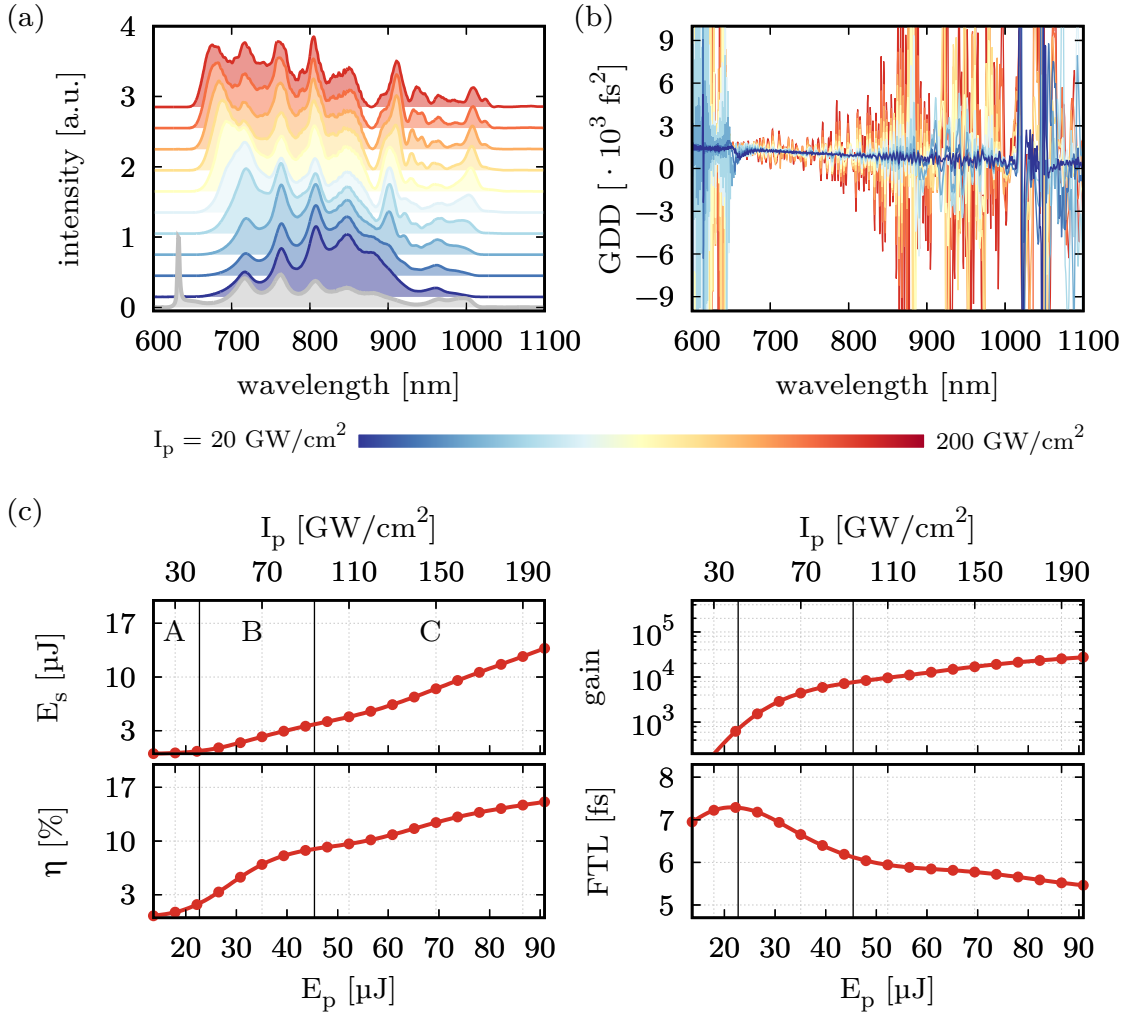 (a)
intensity [a. u.]
4
3
2
1
0
600 700 800 900 1000 1100
wavelength [nm]
(b)
GDD [ · 10³ fs²]
9
6
3
0
−3
−6
−9
600 700 800 900 1000 1100
wavelength [nm]
Iₚ = 20 GW/cm²
200 GW/cm²
(c)
Iₚ [GW/cm²]
30 70 110 150 190
A B C
Eₛ [µJ]
17
10
3
η [%]
17
10
3
20 30 40 50 60 70 80 90
Eₚ [µJ]
Iₚ [GW/cm²]
30 70 110 150 190
gain
10⁵
10⁴
10³
FTL [fs]
8
7
6
5
20 30 40 50 60 70 80 90
Eₚ [µJ]